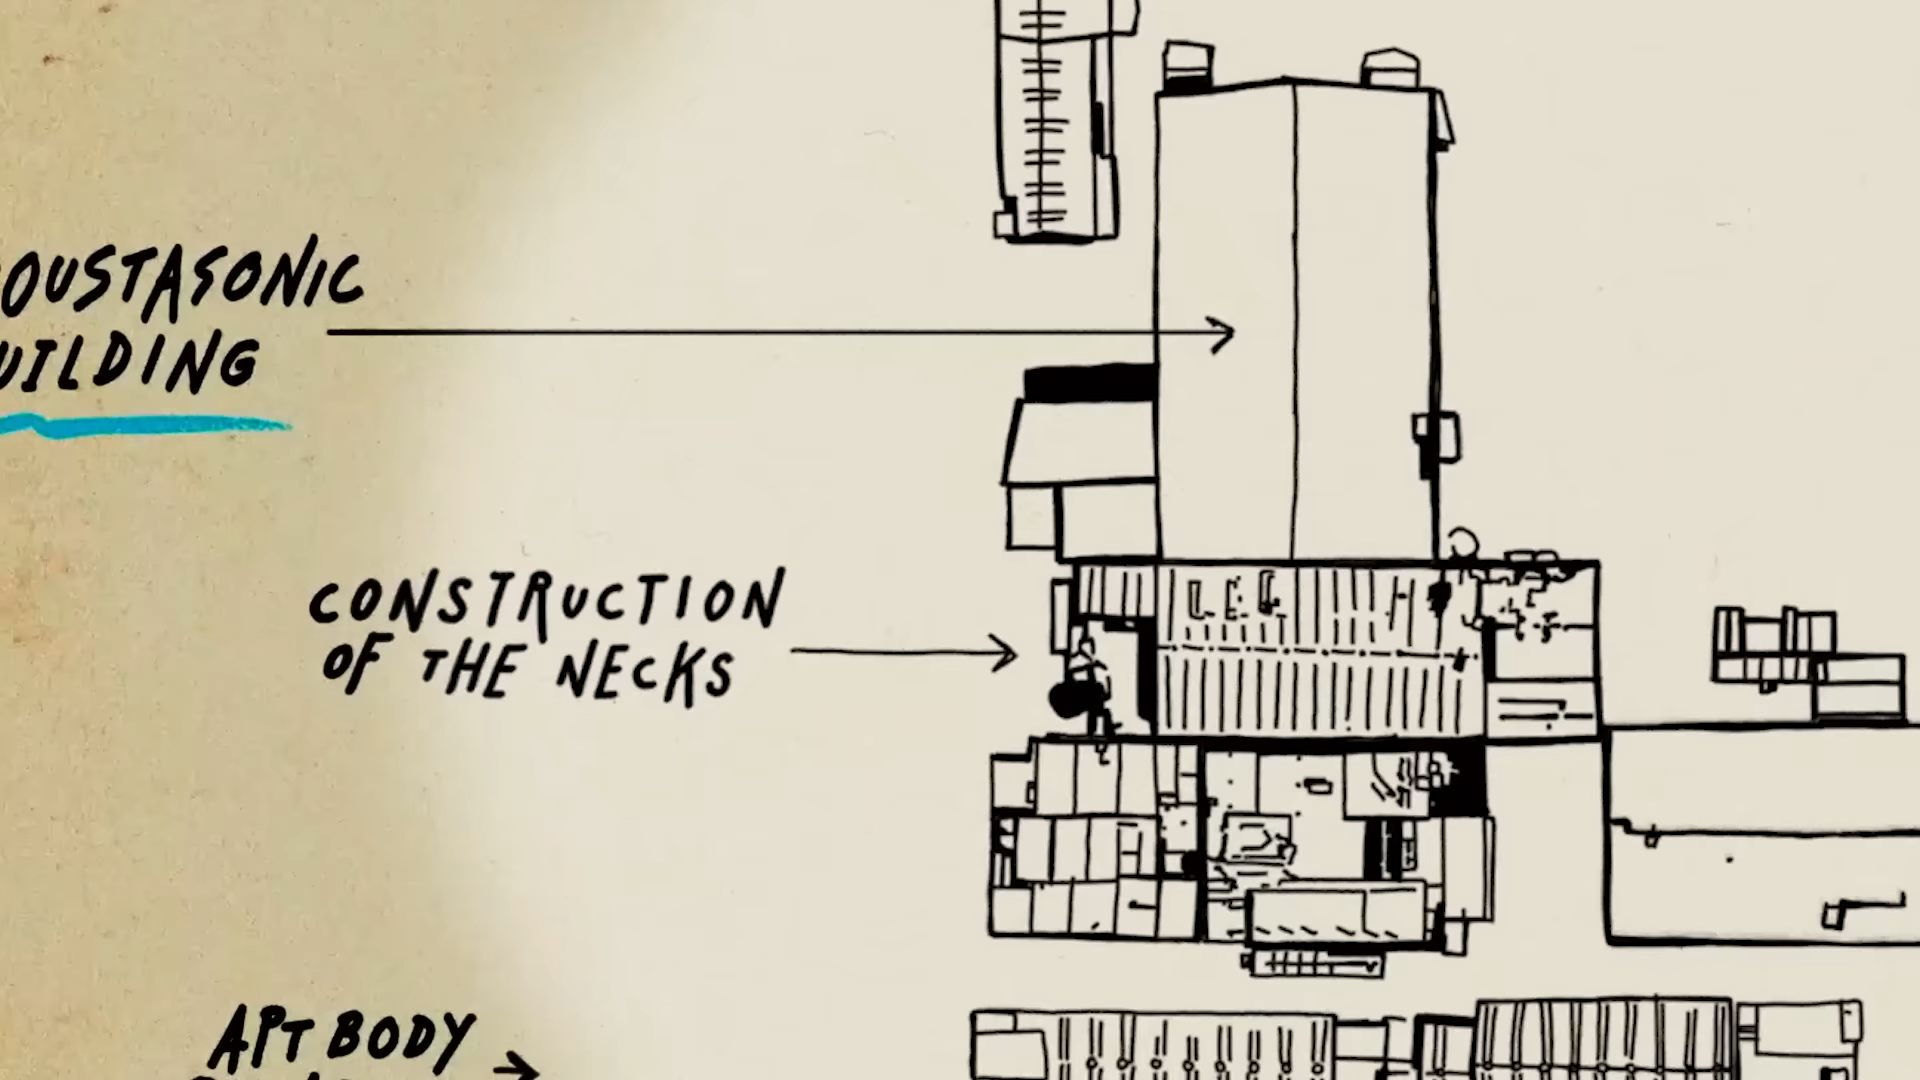 OUSTASONIC
UILDING
CONSTRUCTION
OF THE NECKS
APT BODY